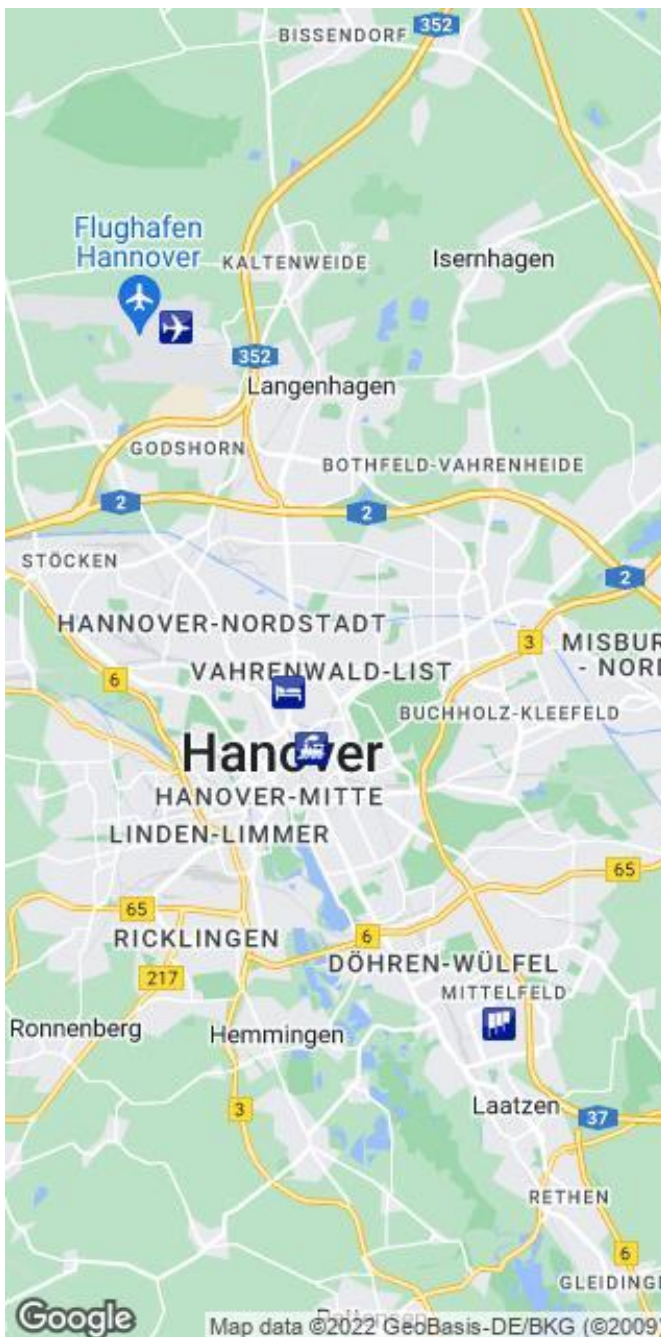 352
BISSENDORF
Flughafen
Hannover
KALTENWEIDE
Isernhagen
352
Langenhagen
GODSHORN
BOTHFELD-VAHRENHEIDE
2
2
STÖCKEN
2
HANNOVER-NORDSTADT
3
MISBUR
- NORD
6
VAHRENWALD-LIST
BUCHHOLZ-KLEEFELD
Hanover
HANOVER-MITTE
LINDEN-LIMMER
65
65
RICKLINGEN
6
DÖHREN-WÜLFEL
217
MITTELFELD
Ronnenberg
Hemmingen
3
Laatzen
37
RETHEN
6
GLEIDINGE
Google
Map data ©2022 GeoBasis-DE/BKG (©2009)